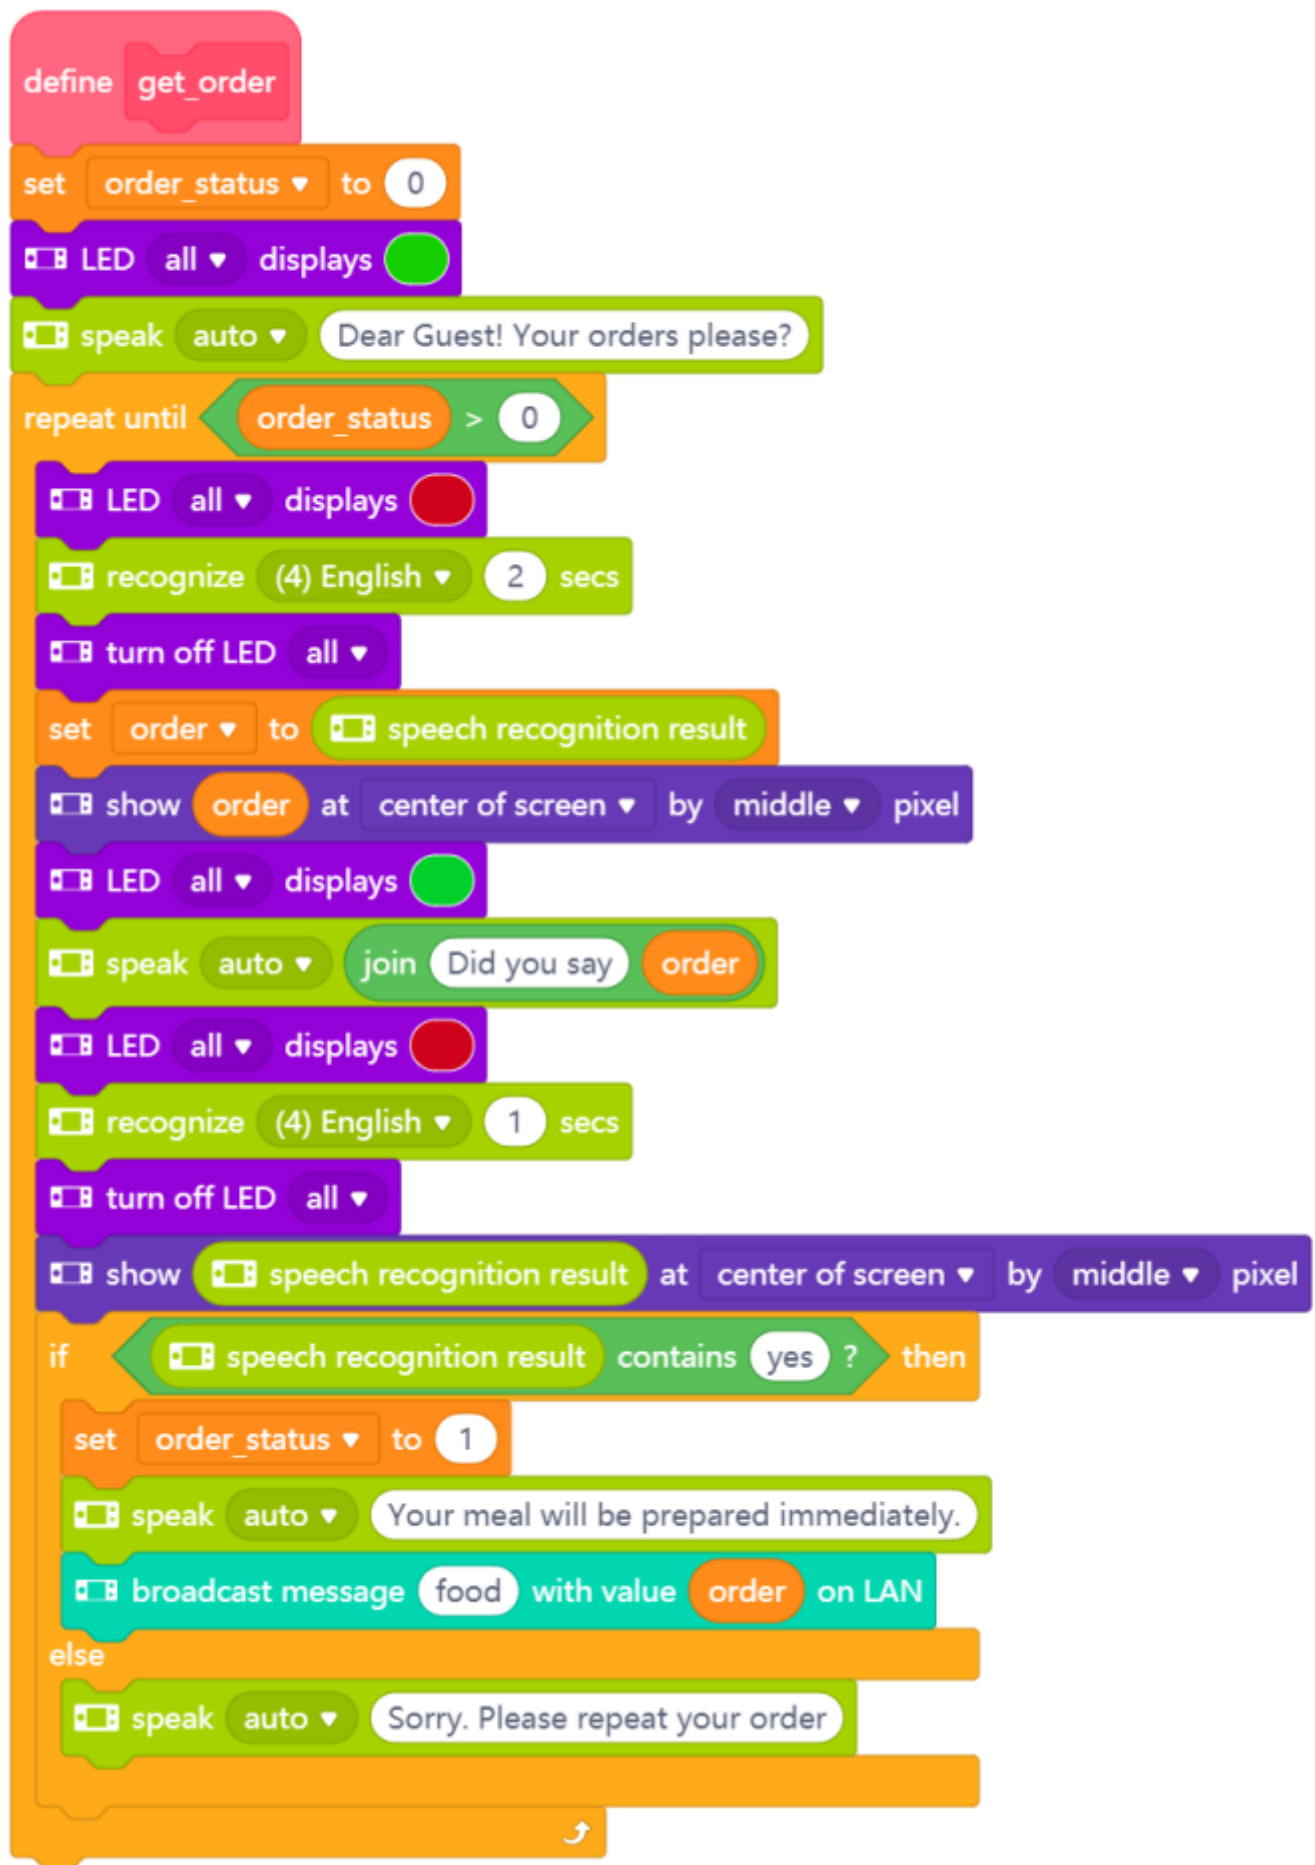 define get_order
set order_status to 0
LED all displays
speak auto Dear Guest! Your orders please?
repeat until order_status > 0
LED all displays
recognize (4) English 2 secs
turn off LED all
set order to speech recognition result
show order at center of screen by middle pixel
LED all displays
speak auto join Did you say order
LED all displays
recognize (4) English 1 secs
turn off LED all
show speech recognition result at center of screen by middle pixel
if speech recognition result contains yes ? then
set order_status to 1
speak auto Your meal will be prepared immediately.
broadcast message food with value order on LAN
else
speak auto Sorry. Please repeat your order